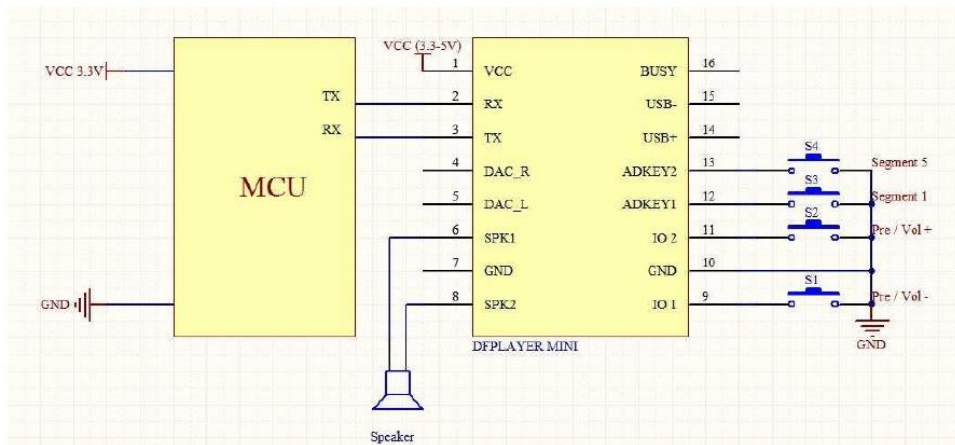 VCC 3.3V
GND
TX
RX
MCU
VCC (3.3-5V)
1 VCC
2 RX
3 TX
4 DAC_R
5 DAC_L
6 SPK1
7 GND
8 SPK2
BUSY 16
USB- 15
USB+ 14
ADKEY2 13
ADKEY1 12
IO 2 11
GND 10
IO 1 9
DFPLAYER MINI
S4
Segment 5
S3
Segment 1
S2
Pre / Vol +
S1
Pre / Vol -
GND
Speaker